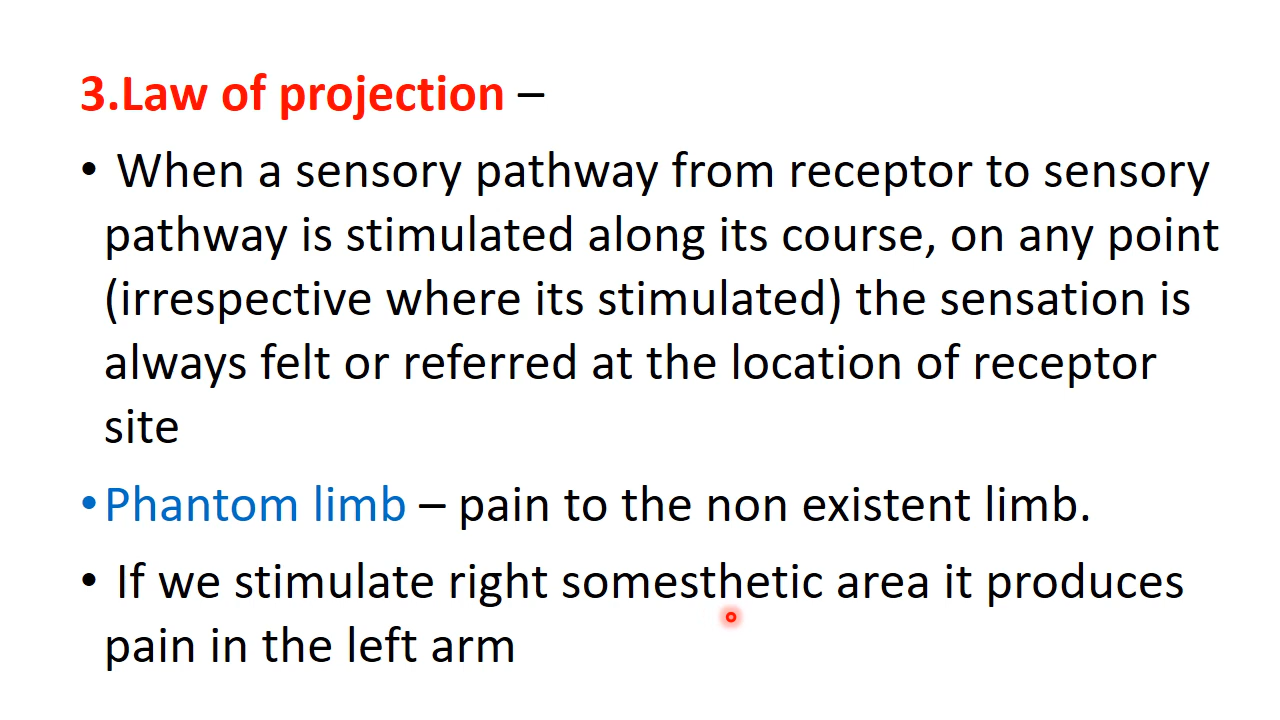 3.Law of projection –
• When a sensory pathway from receptor to sensory
pathway is stimulated along its course, on any point
(irrespective where its stimulated) the sensation is
always felt or referred at the location of receptor
site
•Phantom limb – pain to the non existent limb.
• If we stimulate right somesthetic area it produces
pain in the left arm